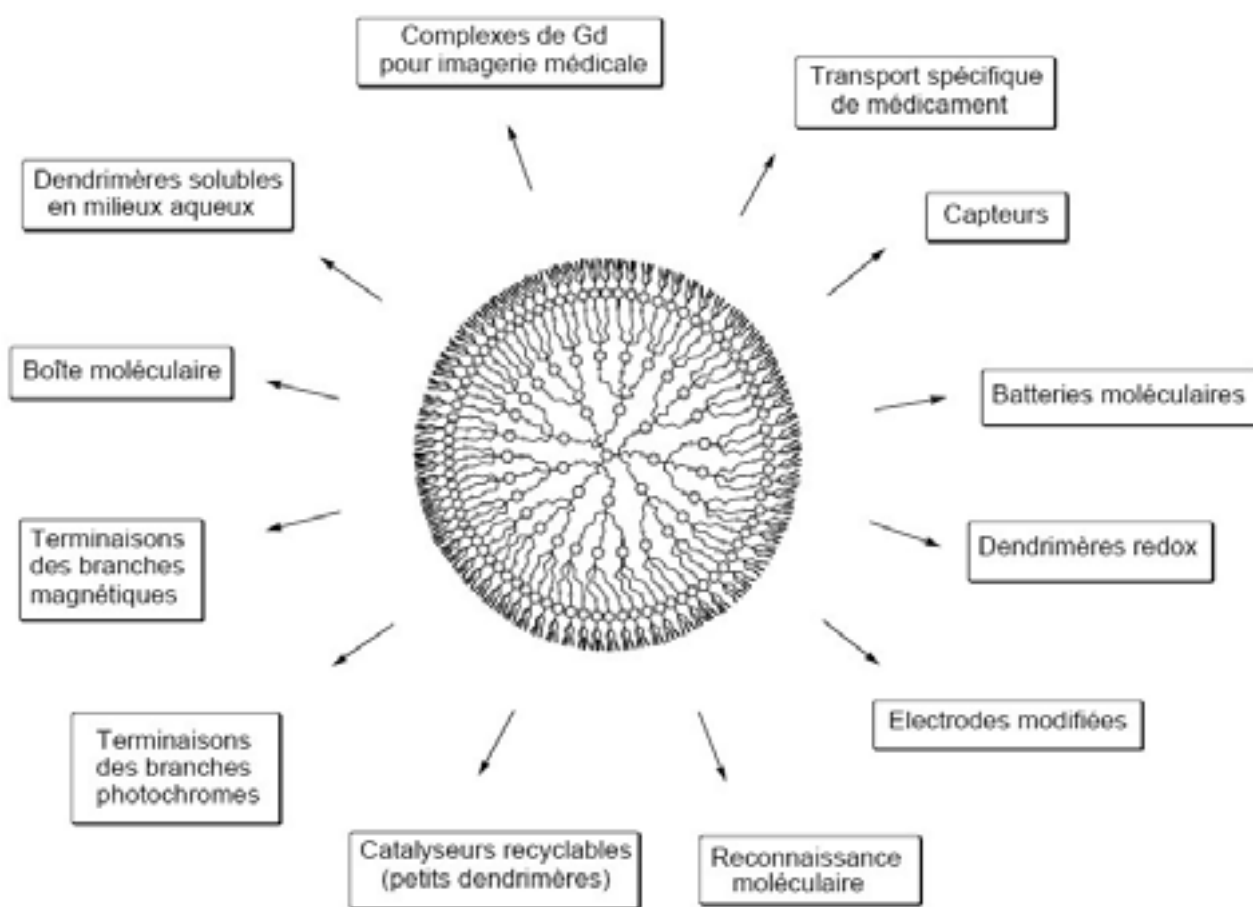 Complexes de Gd
pour imagerie médicale
Transport spécifique
de médicament
Dendrimères solubles
en milieux aqueux
Capteurs
Boîte moléculaire
Batteries moléculaires
Terminaisons
des branches
magnétiques
Dendrimères redox
Terminaisons
des branches
photochromes
Electrodes modifiées
Catalyseurs recyclables
(petits dendrimères)
Reconnaissance
moléculaire